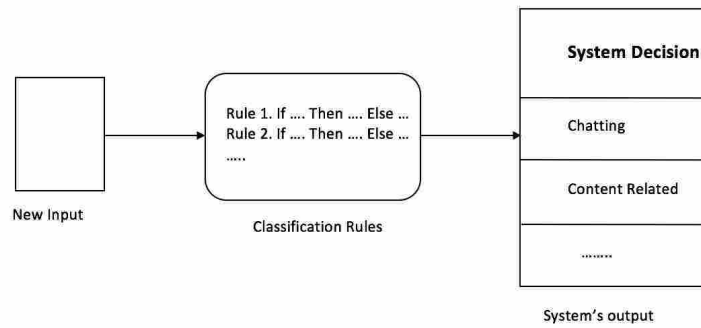 New Input
Rule 1. If .... Then .... Else ...
Rule 2. If .... Then .... Else ...
.....
Classification Rules
System Decision
Chatting
Content Related
........
System's output